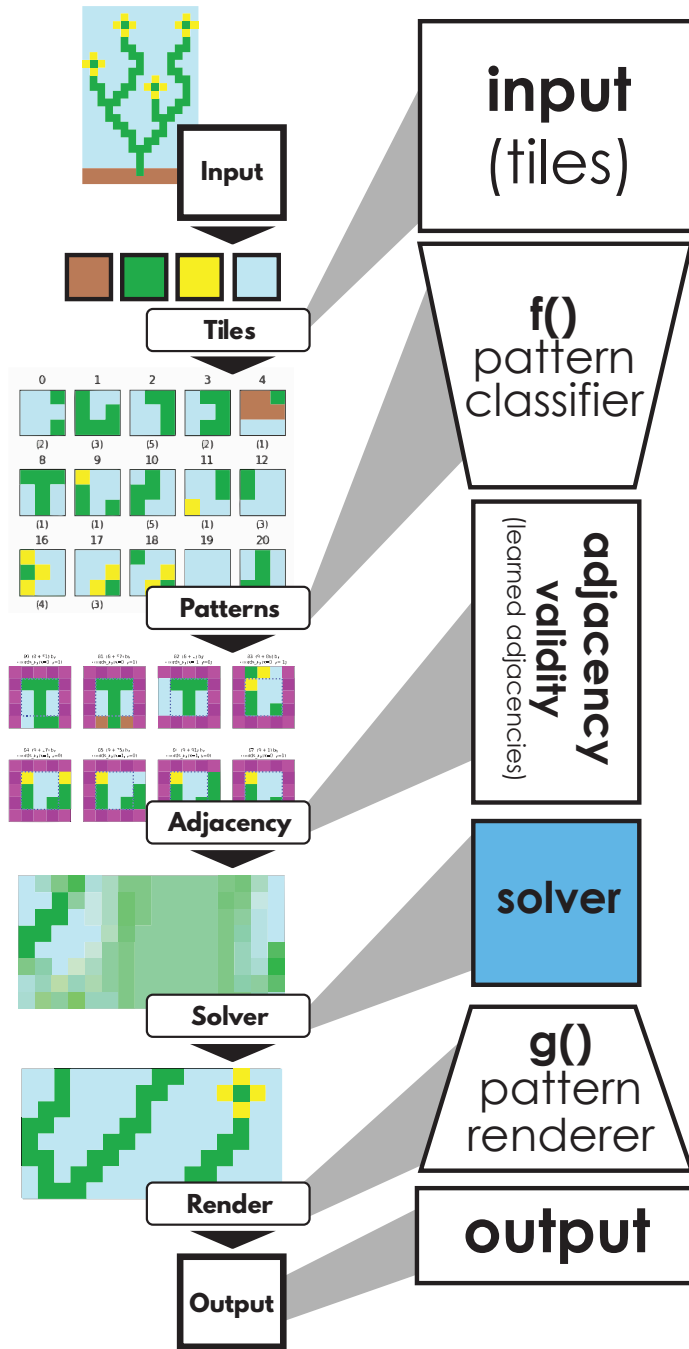 Input
Tiles
0 1 2 3 4
(2) (3) (5) (2) (1)
8 9 10 11 12
(1) (1) (5) (1) (3)
16 17 18 19 20
(4) (3)
Patterns
Adjacency
Solver
Render
Output
input
(tiles)
f()
pattern
classifier
adjacency
validity
(learned adjacencies)
solver
g()
pattern
renderer
output